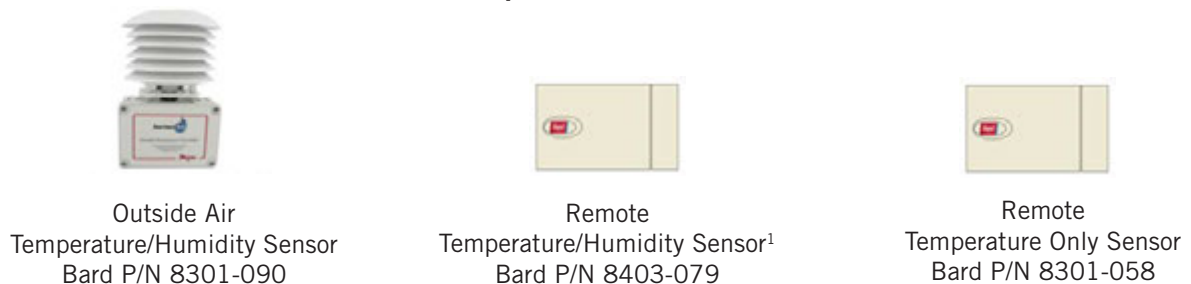 Outside Air
Temperature/Humidity Sensor
Bard P/N 8301-090
Remote
Temperature/Humidity Sensor¹
Bard P/N 8403-079
Remote
Temperature Only Sensor
Bard P/N 8301-058